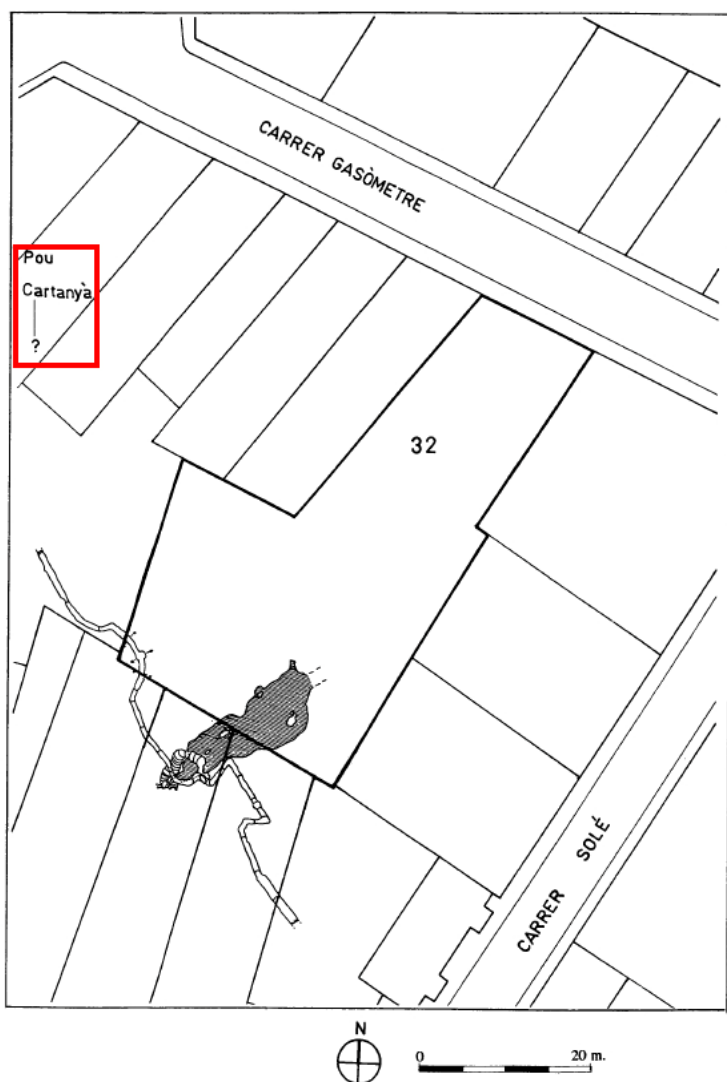 CARRER GASÒMETRE
Pou
Cartanyà
?
32
CARRER SOLÉ
N
0 20 m.